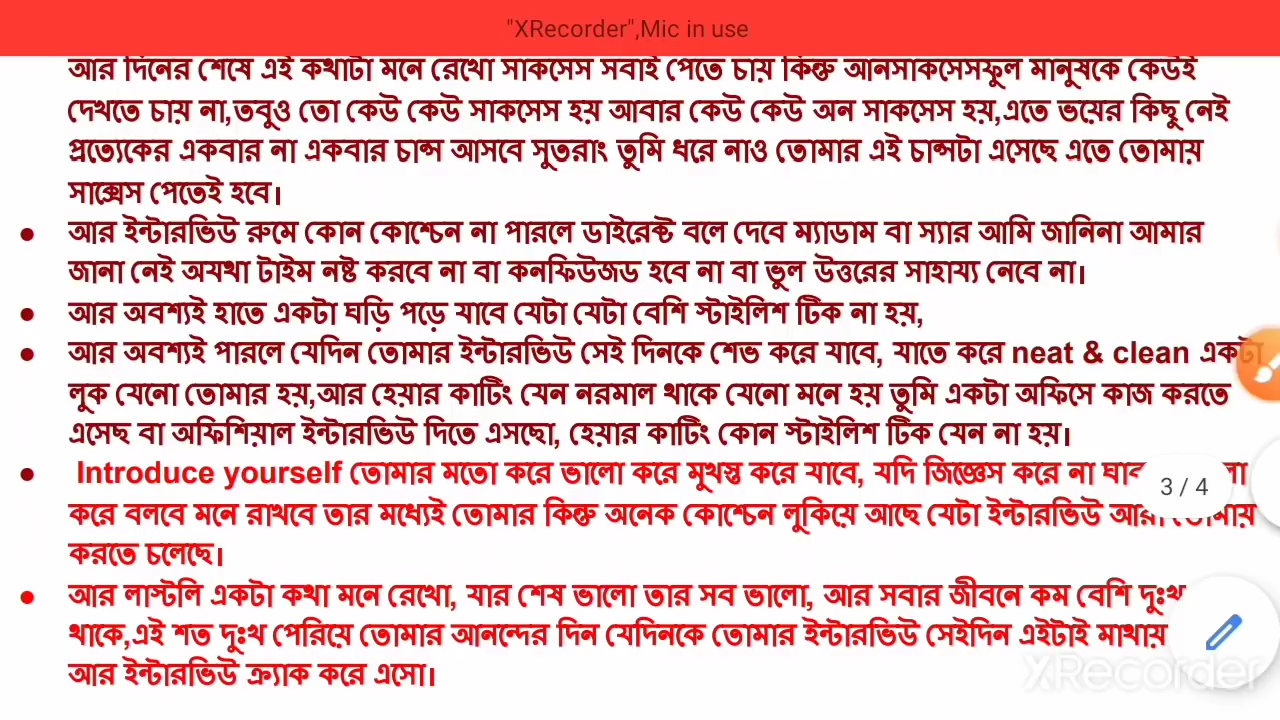 "XRecorder",Mic in use
আর দিনের শেষে এই কথাটা মনে রেখো সাকসেস সবাই পেতে চায় কিন্তু আনসাকসেসফুল মানুষকে কেউই
দেখতে চায় না,তবুও তো কেউ কেউ সাকসেস হয় আবার কেউ কেউ অন সাকসেস হয়,এতে ভয়ের কিছু নেই
প্রত্যেকের একবার না একবার চান্স আসবে সুতরাং তুমি ধরে নাও তোমার এই চান্সটা এসেছে এতে তোমায়
সাক্সেস পেতেই হবে।
● আর ইন্টারভিউ রুমে কোন কোশ্চেন না পারলে ডাইরেক্ট বলে দেবে ম্যাডাম বা স্যার আমি জানিনা আমার
জানা নেই অযথা টাইম নষ্ট করবে না বা কনফিউজড হবে না বা ভুল উত্তরের সাহায্য নেবে না।
● আর অবশ্যই হাতে একটা ঘড়ি পড়ে যাবে যেটা যেটা বেশি স্টাইলিশ টিক না হয়,
● আর অবশ্যই পারলে যেদিন তোমার ইন্টারভিউ সেই দিনকে শেভ করে যাবে, যাতে করে neat & clean একটা
লুক যেনো তোমার হয়,আর হেয়ার কাটিং যেন নরমাল থাকে যেনো মনে হয় তুমি একটা অফিসে কাজ করতে
এসেছ বা অফিশিয়াল ইন্টারভিউ দিতে এসছো, হেয়ার কাটিং কোন স্টাইলিশ টিক যেন না হয়।
● Introduce yourself তোমার মতো করে ভালো করে মুখস্ত করে যাবে, যদি জিজ্ঞেস করে না
3 / 4
করে বলবে মনে রাখবে তার মধ্যেই তোমার কিন্তু অনেক কোশ্চেন লুকিয়ে আছে যেটা ইন্টারভিউ
করতে চলেছে।
● আর লাস্টলি একটা কথা মনে রেখো, যার শেষ ভালো তার সব ভালো, আর সবার জীবনে কম বেশি দুঃখ
থাকে,এই শত দুঃখ পেরিয়ে তোমার আনন্দের দিন যেদিনকে তোমার ইন্টারভিউ সেইদিন এইটাই মাথায়
আর ইন্টারভিউ ক্র্যাক করে এসো।
XRecorder